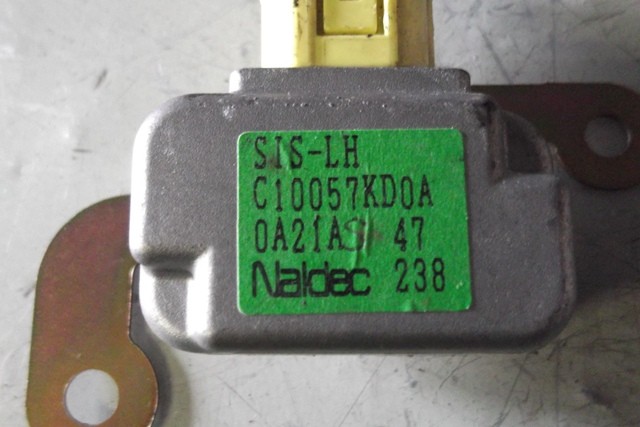 SIS-LH
C10057KD0A
0A21AS 47
Naldec 238